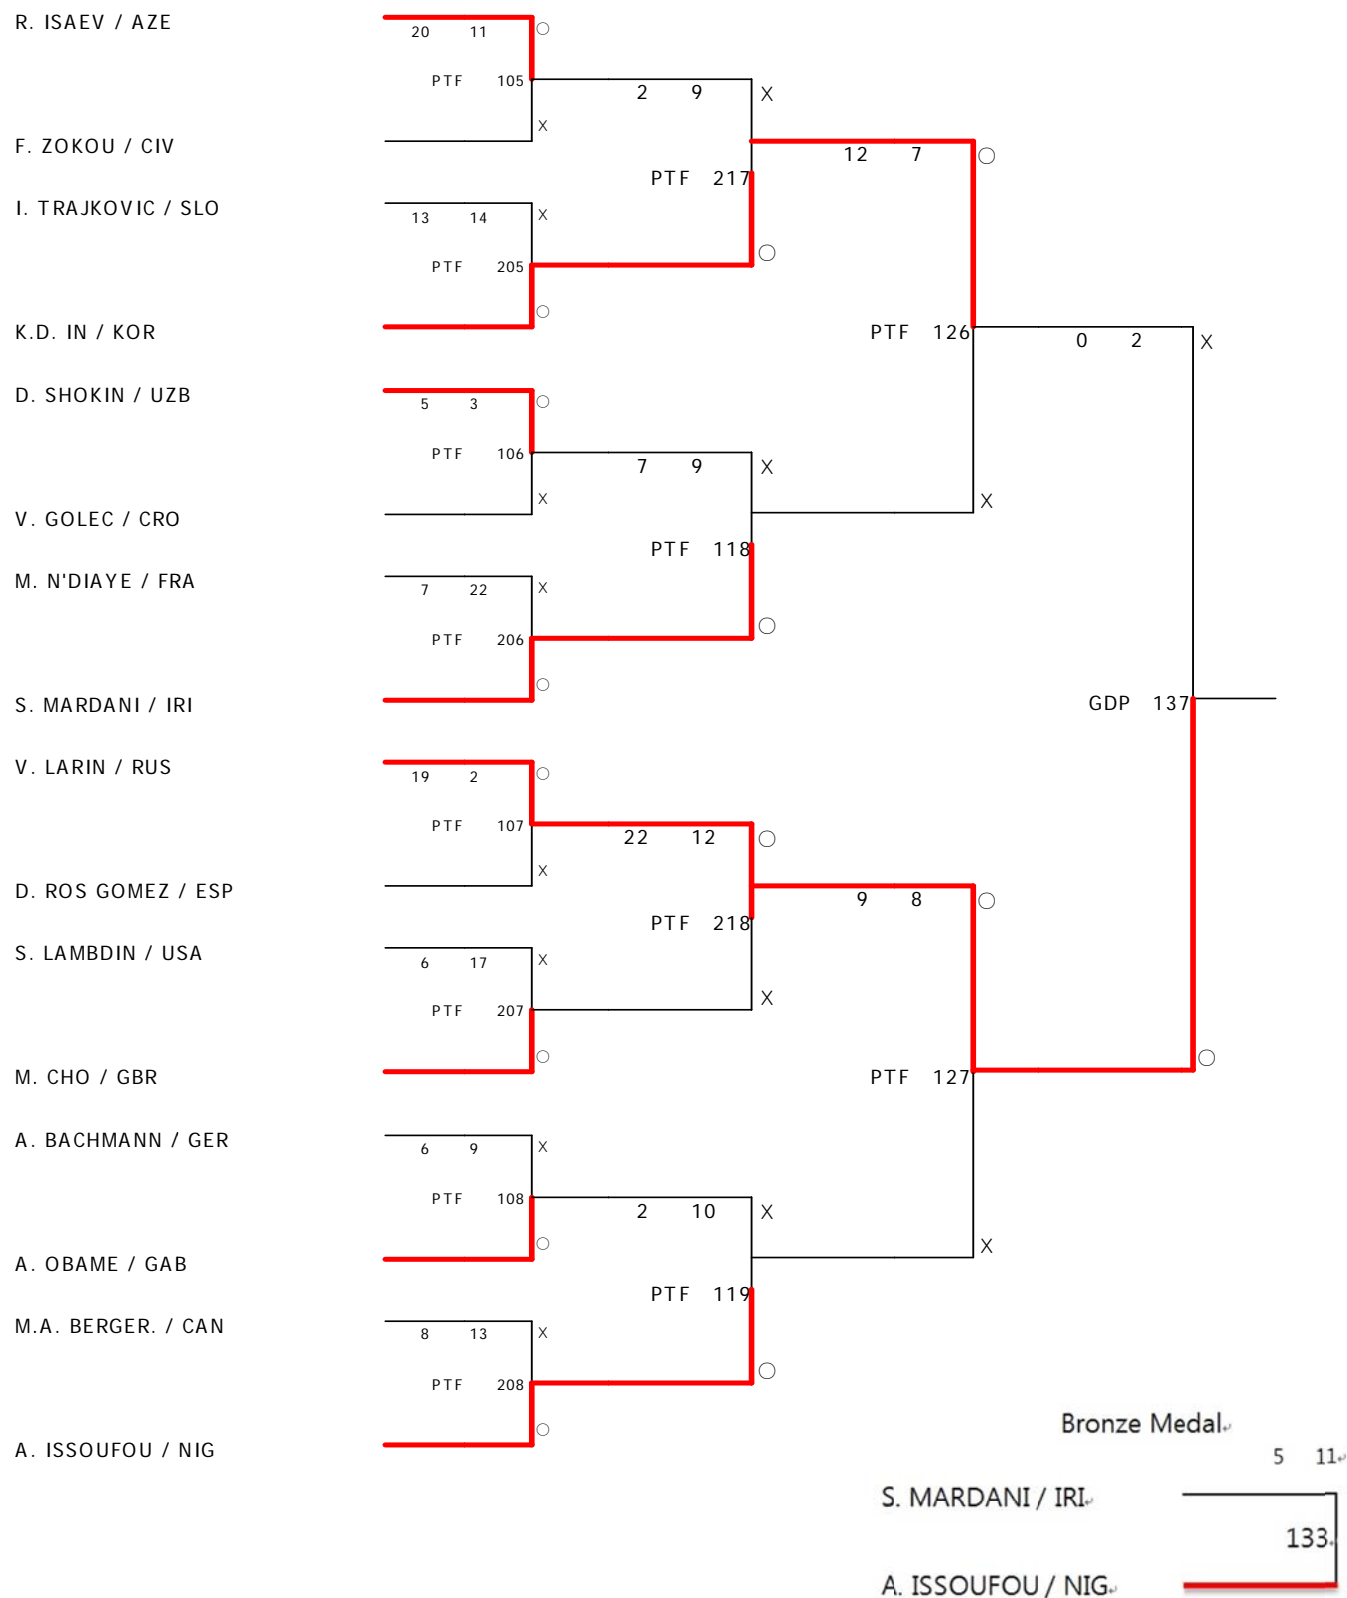 R. ISAEV / AZE
20 11 ○
PTF 105
2 9 X
X
F. ZOKOU / CIV
12 7 ○
PTF 217
I. TRAJKOVIC / SLO
13 14 X
○
PTF 205
○
K.D. IN / KOR
PTF 126
0 2 X
D. SHOKIN / UZB
5 3 ○
PTF 106
7 9 X
X
X
V. GOLEC / CRO
PTF 118
M. N'DIAYE / FRA
7 22 X
○
PTF 206
○
S. MARDANI / IRI
GDP 137
V. LARIN / RUS
19 2 ○
PTF 107
22 12 ○
X
D. ROS GOMEZ / ESP
9 8 ○
PTF 218
S. LAMBDIN / USA
6 17 X
X
PTF 207
○
○
M. CHO / GBR
PTF 127
A. BACHMANN / GER
6 9 X
PTF 108
2 10 X
○
X
A. OBAME / GAB
PTF 119
M.A. BERGER. / CAN
8 13 X
○
PTF 208
○
A. ISSOUFOU / NIG
Bronze Medal
5 11
S. MARDANI / IRI
133
A. ISSOUFOU / NIG